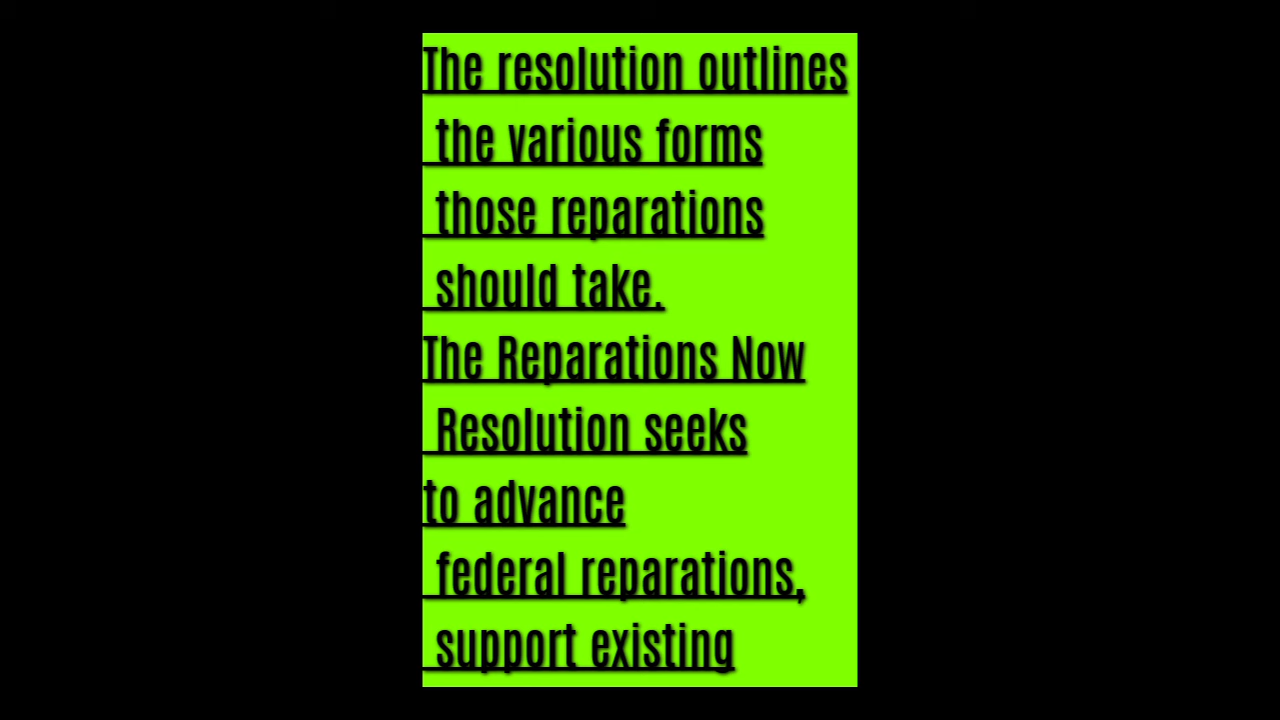 The resolution outlines
the various forms
those reparations
should take.
The Reparations Now
Resolution seeks
to advance
federal reparations,
support existing